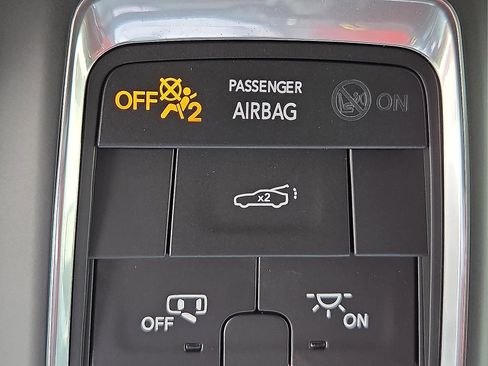 OFF 2 PASSENGER AIRBAG ON
x2
OFF ON